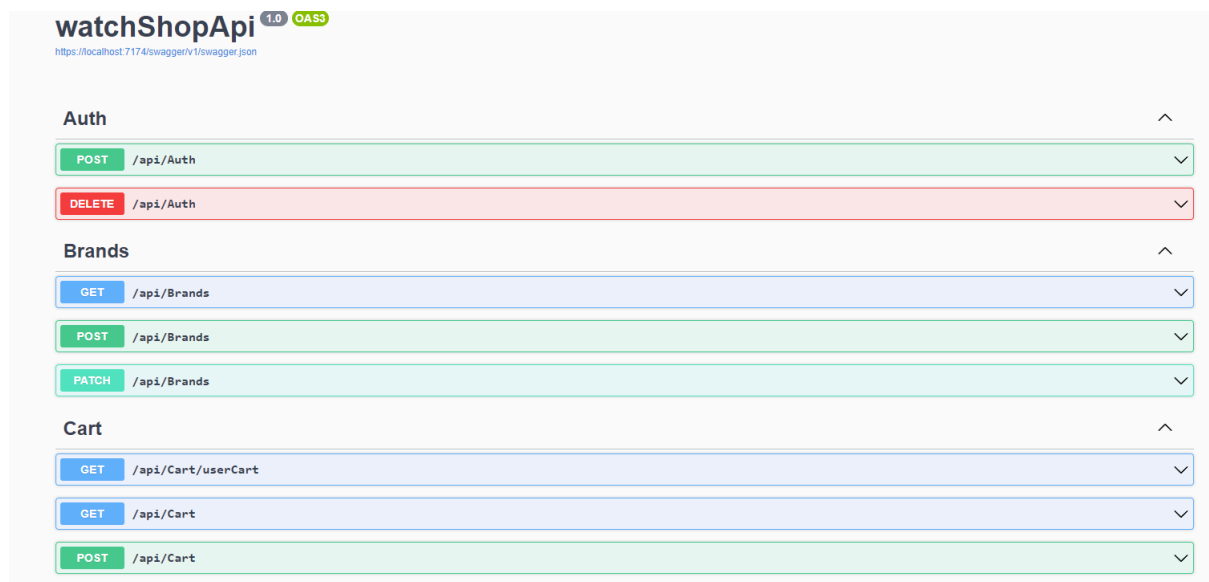 watchShopApi 1.0 OAS3
https://localhost:7174/swagger/v1/swagger.json
Auth
POST /api/Auth
DELETE /api/Auth
Brands
GET /api/Brands
POST /api/Brands
PATCH /api/Brands
Cart
GET /api/Cart/userCart
GET /api/Cart
POST /api/Cart